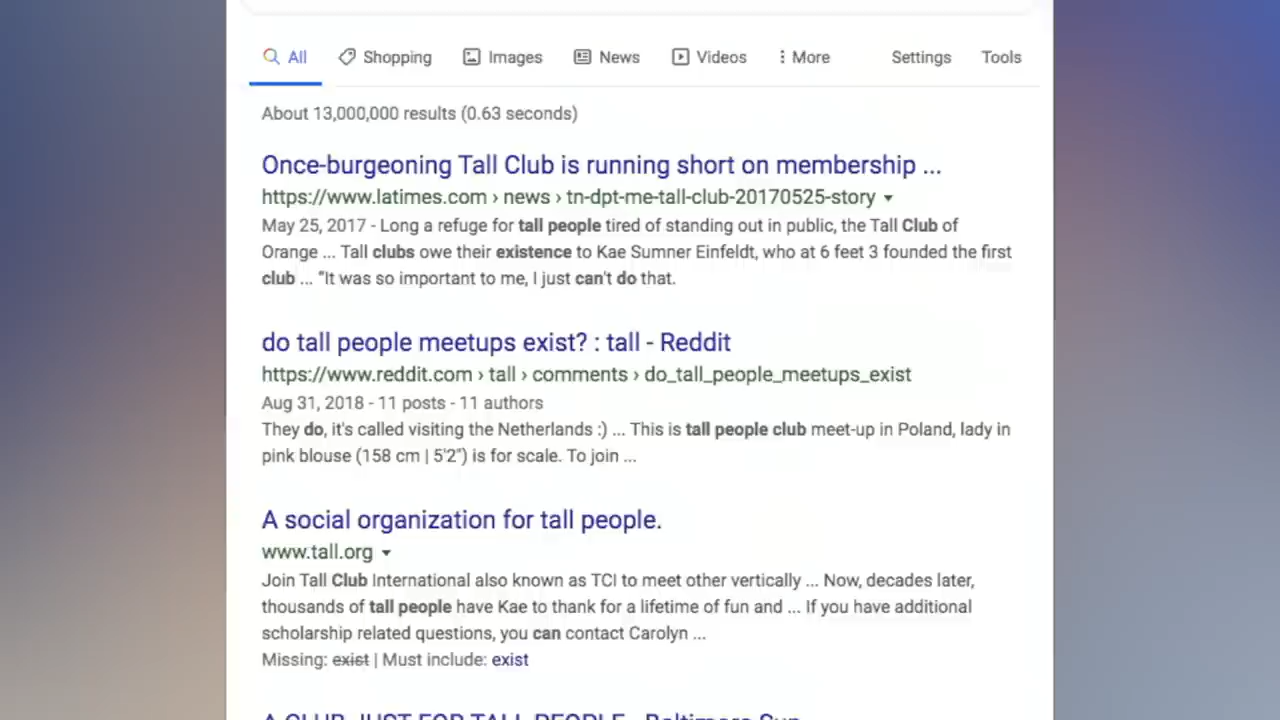 All Shopping Images News Videos More Settings Tools
About 13,000,000 results (0.63 seconds)
Once-burgeoning Tall Club is running short on membership ...
https://www.latimes.com › news › tn-dpt-me-tall-club-20170525-story
May 25, 2017 - Long a refuge for tall people tired of standing out in public, the Tall Club of
Orange ... Tall clubs owe their existence to Kae Sumner Einfeldt, who at 6 feet 3 founded the first
club ... "It was so important to me, I just can't do that.
do tall people meetups exist? : tall - Reddit
https://www.reddit.com › tall › comments › do_tall_people_meetups_exist
Aug 31, 2018 - 11 posts - 11 authors
They do, it's called visiting the Netherlands :) ... This is tall people club meet-up in Poland, lady in
pink blouse (158 cm | 5'2") is for scale. To join ...
A social organization for tall people.
www.tall.org
Join Tall Club International also known as TCI to meet other vertically ... Now, decades later,
thousands of tall people have Kae to thank for a lifetime of fun and ... If you have additional
scholarship related questions, you can contact Carolyn ...
Missing: exist | Must include: exist
A CLUB JUST FOR TALL PEOPLE - Baltimore Sun